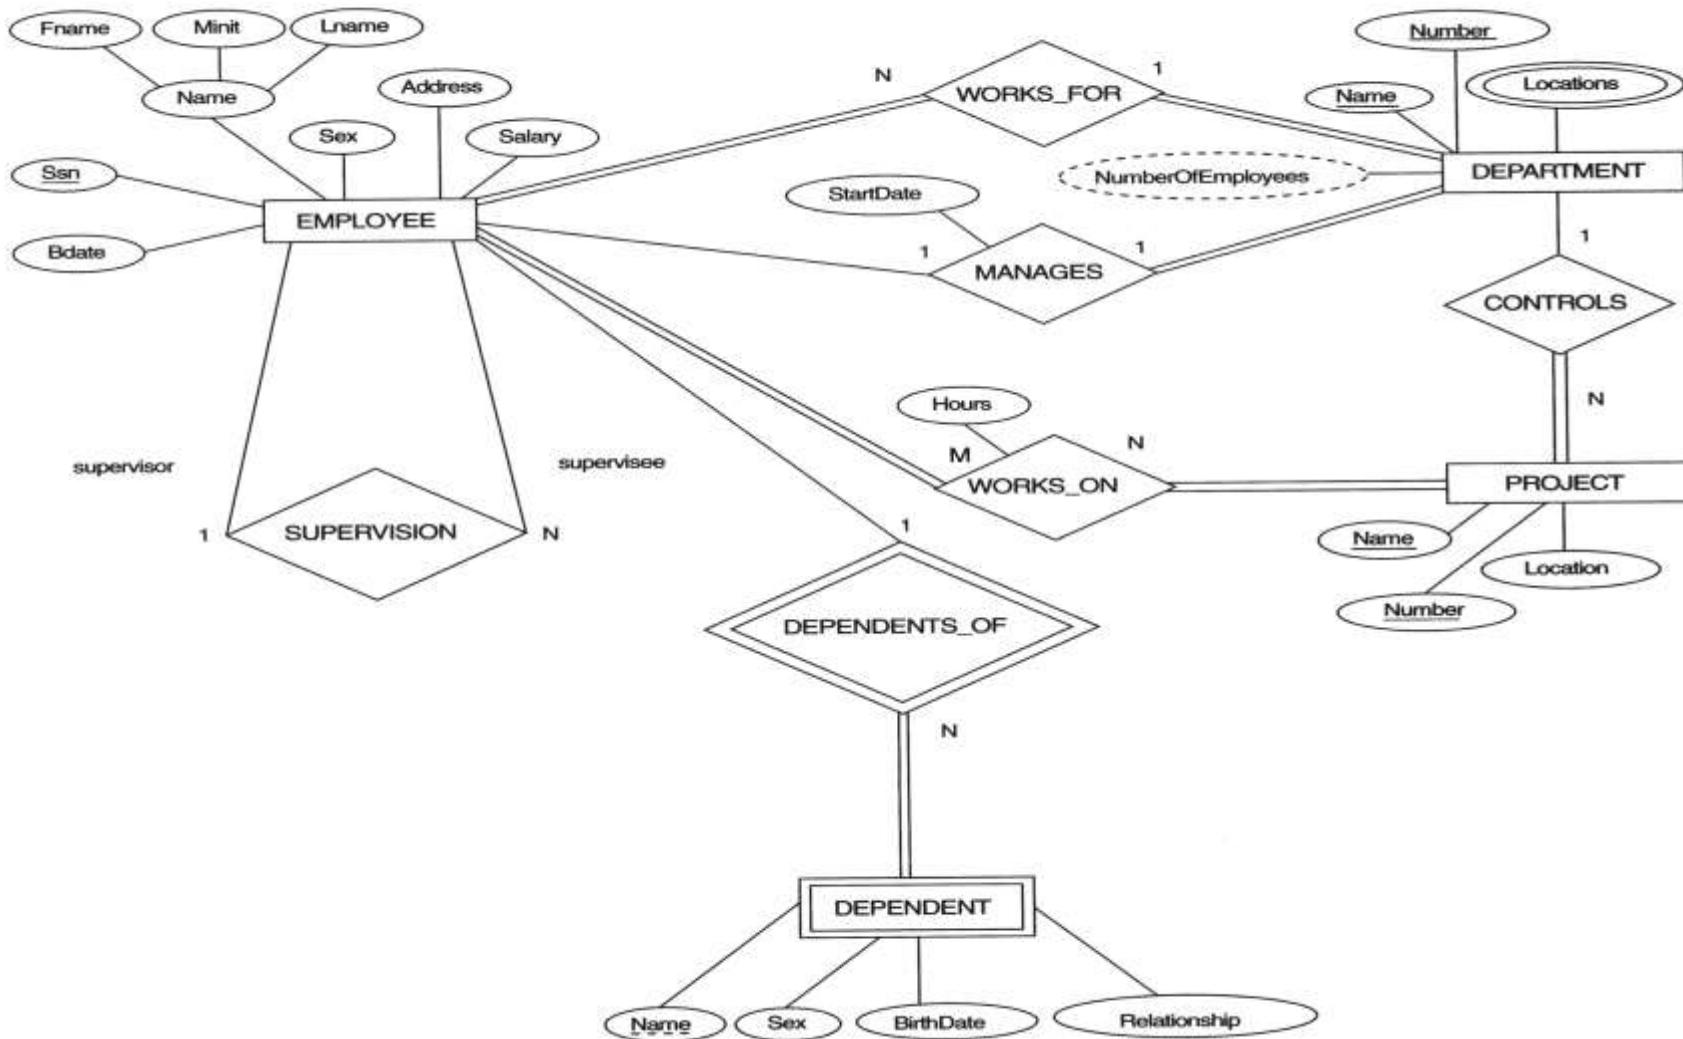 Fname
Minit
Lname
Name
Address
Sex
Salary
Ssn
Bdate
EMPLOYEE
N
WORKS_FOR
1
Number
Name
Locations
NumberOfEmployees
DEPARTMENT
StartDate
1
MANAGES
1
1
CONTROLS
N
supervisor
supervisee
1
SUPERVISION
N
Hours
M
N
WORKS_ON
PROJECT
Name
Location
Number
1
DEPENDENTS_OF
N
DEPENDENT
Name
Sex
BirthDate
Relationship